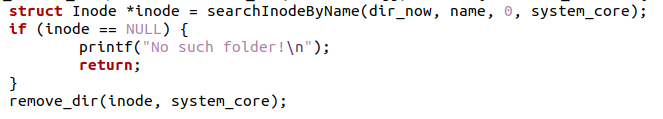 struct Inode *inode = searchInodeByName(dir_now, name, 0, system_core);
if (inode == NULL) {
        printf("No such folder!\n");
        return;
}
remove_dir(inode, system_core);